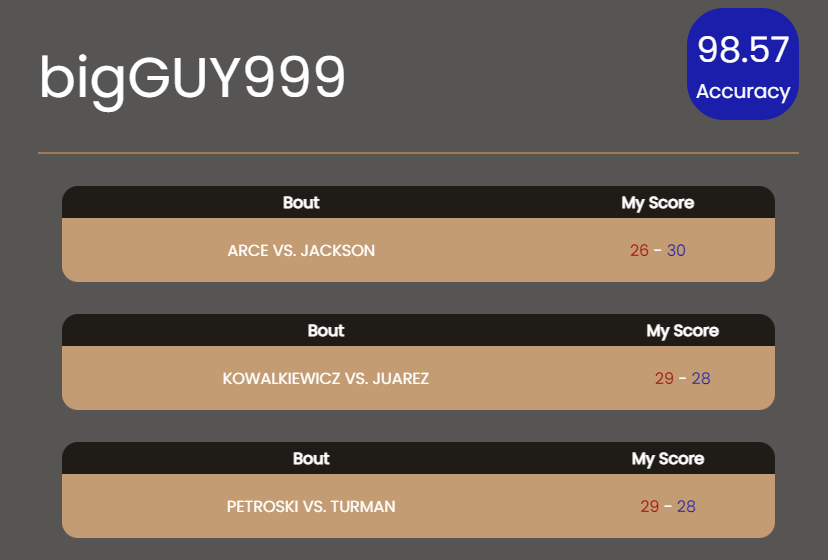 bigGUY999
98.57
Accuracy
Bout My Score
ARCE VS. JACKSON 26 - 30
Bout My Score
KOWALKIEWICZ VS. JUAREZ 29 - 28
Bout My Score
PETROSKI VS. TURMAN 29 - 28